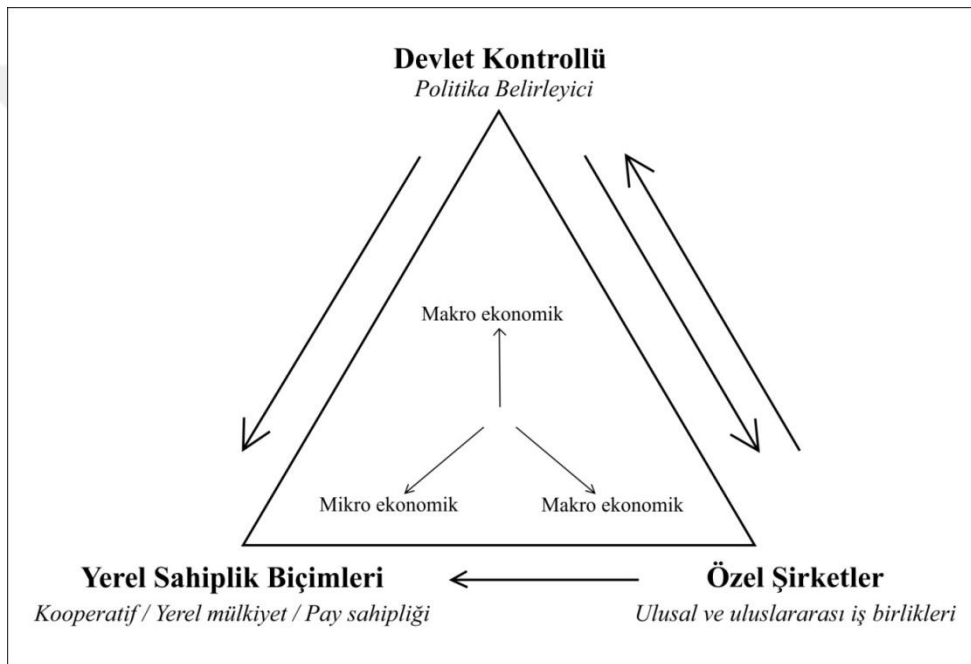 Devlet Kontrollü
Politika Belirleyici
Makro ekonomik
Mikro ekonomik
Makro ekonomik
Yerel Sahiplik Biçimleri
Kooperatif / Yerel mülkiyet / Pay sahipliği
Özel Şirketler
Ulusal ve uluslararası iş birlikleri